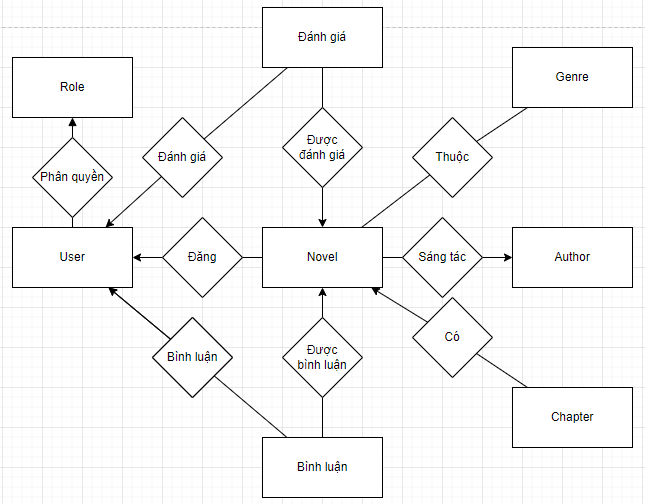 Đánh giá
Role
Genre
Đánh giá
Được
đánh giá
Thuộc
Phân quyền
User
Đăng
Novel
Sáng tác
Author
Bình luận
Được
bình luận
Có
Chapter
Bình luận